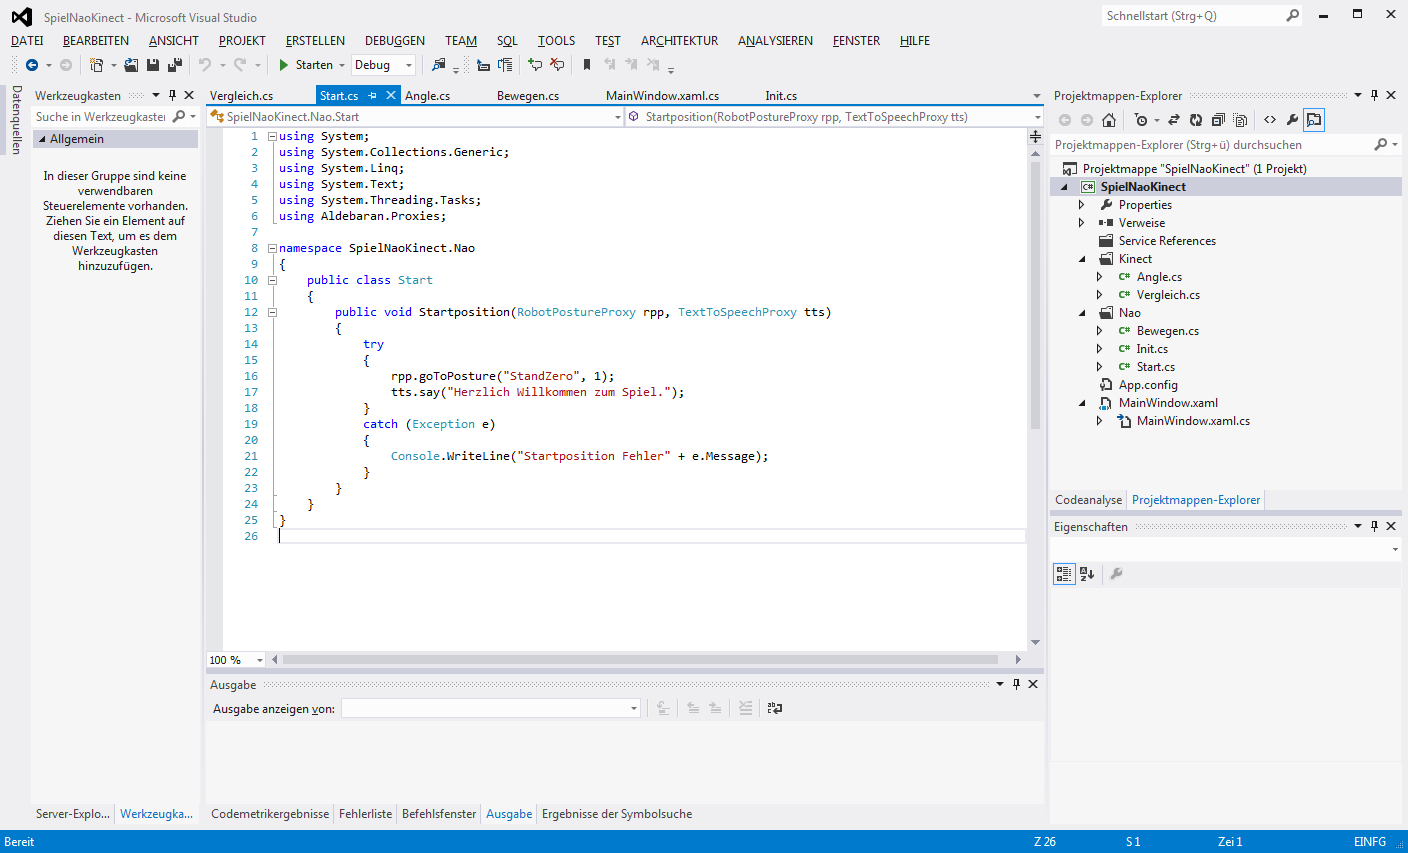 SpielNaoKinect - Microsoft Visual Studio
Schnellstart (Strg+Q)
DATEI BEARBEITEN ANSICHT PROJEKT ERSTELLEN DEBUGGEN TEAM SQL TOOLS TEST ARCHITEKTUR ANALYSIEREN FENSTER HILFE
Starten Debug
Datenquellen
Werkzeugkasten
Suche in Werkzeugkasten
Allgemein
In dieser Gruppe sind keine
verwendbaren
Steuerelemente vorhanden.
Ziehen Sie ein Element auf
diesen Text, um es dem
Werkzeugkasten
hinzuzufügen.
Server-Explo... Werkzeugka...
Vergleich.cs Start.cs Angle.cs Bewegen.cs MainWindow.xaml.cs Init.cs
SpielNaoKinect.Nao.Start Startposition(RobotPostureProxy rpp, TextToSpeechProxy tts)
1 using System;
2 using System.Collections.Generic;
3 using System.Linq;
4 using System.Text;
5 using System.Threading.Tasks;
6 using Aldebaran.Proxies;
7
8 namespace SpielNaoKinect.Nao
9 {
10 public class Start
11 {
12 public void Startposition(RobotPostureProxy rpp, TextToSpeechProxy tts)
13 {
14 try
15 {
16 rpp.goToPosture("StandZero", 1);
17 tts.say("Herzlich Willkommen zum Spiel.");
18 }
19 catch (Exception e)
20 {
21 Console.WriteLine("Startposition Fehler" + e.Message);
22 }
23 }
24 }
25 }
26
100 %
Ausgabe
Ausgabe anzeigen von:
Codemetrikergebnisse Fehlerliste Befehlsfenster Ausgabe Ergebnisse der Symbolsuche
Projektmappen-Explorer
Projektmappen-Explorer (Strg+ü) durchsuchen
Projektmappe "SpielNaoKinect" (1 Projekt)
C# SpielNaoKinect
Properties
Verweise
Service References
Kinect
C# Angle.cs
C# Vergleich.cs
Nao
C# Bewegen.cs
C# Init.cs
C# Start.cs
App.config
MainWindow.xaml
MainWindow.xaml.cs
Codeanalyse Projektmappen-Explorer
Eigenschaften
Bereit Z 26 S 1 Zei 1 EINFG